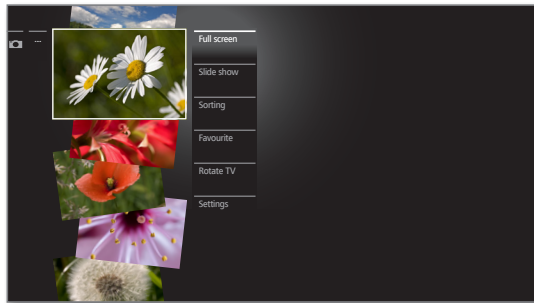 ...
Full screen
Slide show
Sorting
Favourite
Rotate TV
Settings